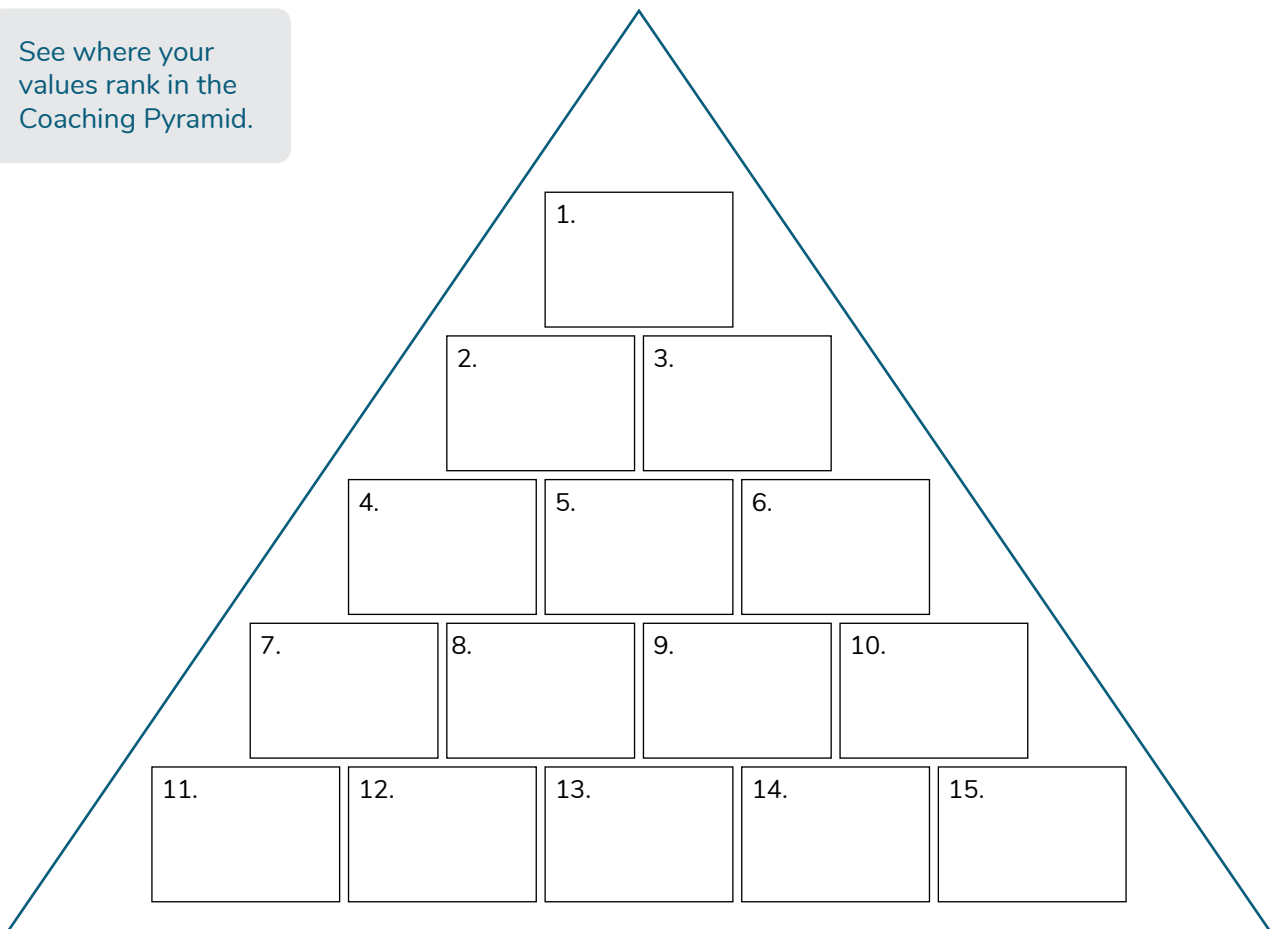 See where your
values rank in the
Coaching Pyramid.
1.
2. 3.
4. 5. 6.
7. 8. 9. 10.
11. 12. 13. 14. 15.